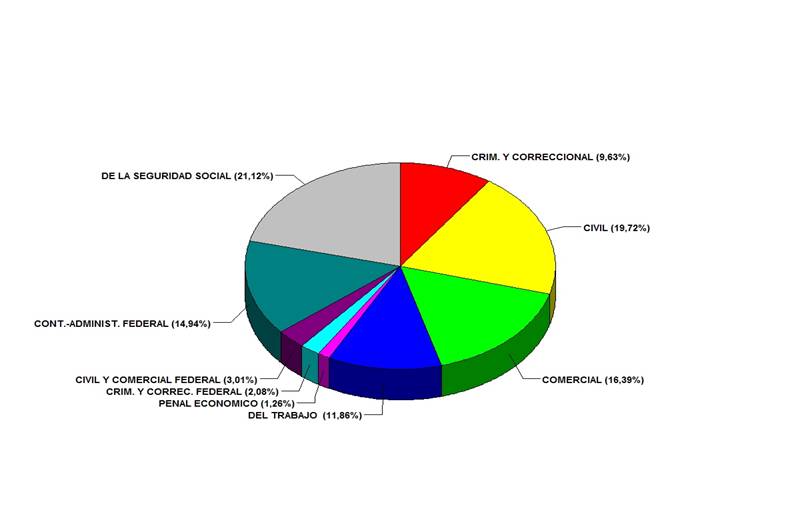 CRIM. Y CORRECCIONAL (9,63%)
DE LA SEGURIDAD SOCIAL (21,12%)
CIVIL (19,72%)
CONT.-ADMINIST. FEDERAL (14,94%)
CIVIL Y COMERCIAL FEDERAL (3,01%)
COMERCIAL (16,39%)
CRIM. Y CORREC. FEDERAL (2,08%)
PENAL ECONOMICO (1,26%)
DEL TRABAJO (11,86%)